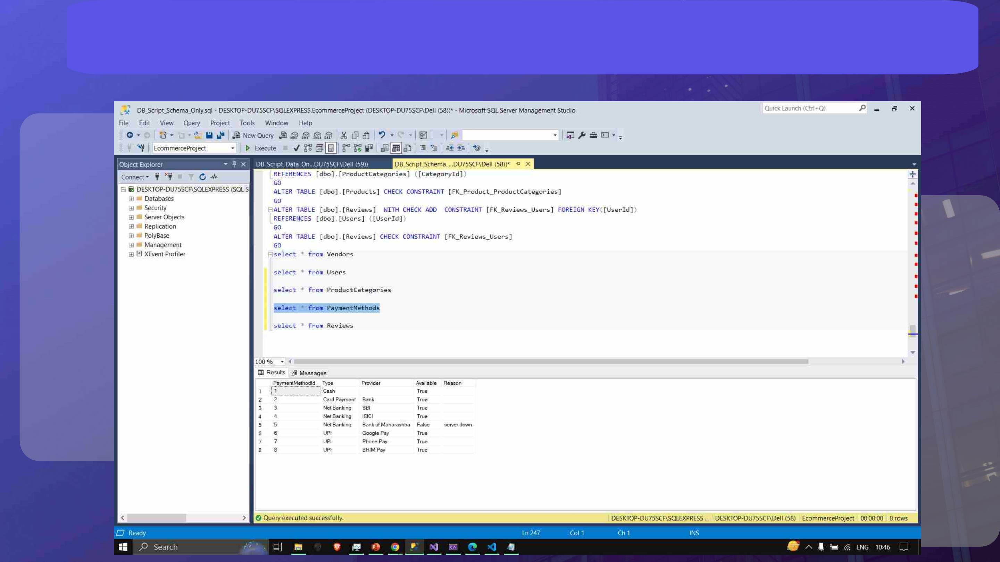 DB_Script_Schema_Only.sql - DESKTOP-DU75SCF\SQLEXPRESS.EcommerceProject (DESKTOP-DU75SCF\Dell (58))* - Microsoft SQL Server Management Studio
Quick Launch (Ctrl+Q)
File Edit View Query Project Tools Window Help
New Query
EcommerceProject
Execute
Object Explorer
DB_Script_Data_On...DU75SCF\Dell (59))
DB_Script_Schema_...DU75SCF\Dell (58))*
Connect
DESKTOP-DU75SCF\SQLEXPRESS (SQL S
Databases
Security
Server Objects
Replication
PolyBase
Management
XEvent Profiler
REFERENCES [dbo].[ProductCategories] ([CategoryId])
GO
ALTER TABLE [dbo].[Products] CHECK CONSTRAINT [FK_Product_ProductCategories]
GO
ALTER TABLE [dbo].[Reviews]  WITH CHECK ADD  CONSTRAINT [FK_Reviews_Users] FOREIGN KEY([UserId])
REFERENCES [dbo].[Users] ([UserId])
GO
ALTER TABLE [dbo].[Reviews] CHECK CONSTRAINT [FK_Reviews_Users]
GO
select * from Vendors
select * from Users
select * from ProductCategories
select * from PaymentMethods
select * from Reviews
100 %
Results Messages
PaymentMethodId Type Provider Available Reason
1 1 Cash True
2 2 Card Payment Bank True
3 3 Net Banking SBI True
4 4 Net Banking ICICI True
5 5 Net Banking Bank of Maharashtra False server down
6 6 UPI Google Pay True
7 7 UPI Phone Pay True
8 8 UPI BHIM Pay True
Query executed successfully.
DESKTOP-DU75SCF\SQLEXPRESS ... DESKTOP-DU75SCF\Dell (58) EcommerceProject 00:00:00 8 rows
Ready
Ln 247 Col 1 Ch 1 INS
Search
ENG 10:46